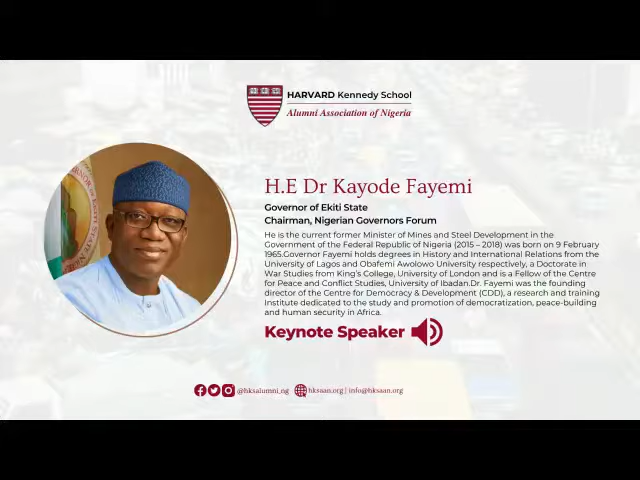 HARVARD Kennedy School
Alumni Association of Nigeria
H.E Dr Kayode Fayemi
Governor of Ekiti State
Chairman, Nigerian Governors Forum
He is the current former Minister of Mines and Steel Development in the
Government of the Federal Republic of Nigeria (2015 – 2018) was born on 9 February
1965.Governor Fayemi holds degrees in History and International Relations from the
University of Lagos and Obafemi Awolowo University respectively, a Doctorate in
War Studies from King's College, University of London and is a Fellow of the Centre
for Peace and Conflict Studies, University of Ibadan.Dr. Fayemi was the founding
director of the Centre for Democracy & Development (CDD), a research and training
Institute dedicated to the study and promotion of democratization, peace-building
and human security in Africa.
Keynote Speaker
@hksalumni_ng hksaan.org | info@hksaan.org